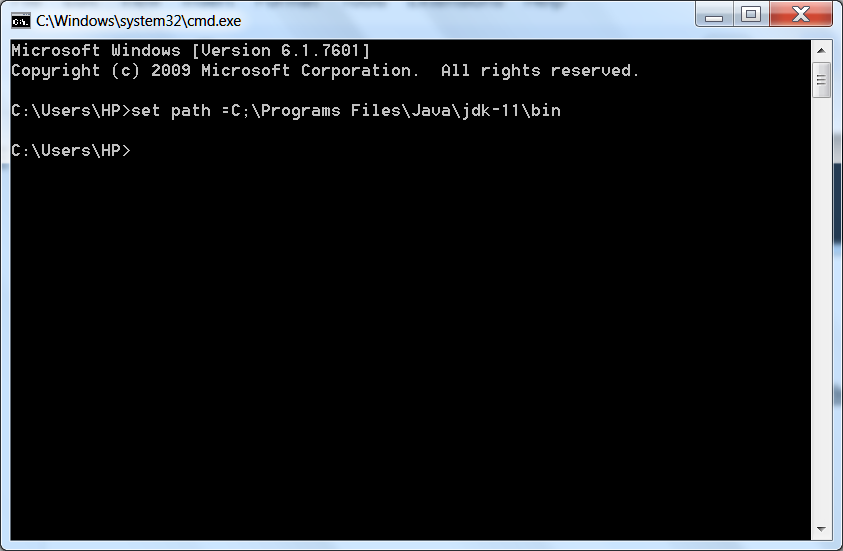 C:\Windows\system32\cmd.exe
Microsoft Windows [Version 6.1.7601]
Copyright (c) 2009 Microsoft Corporation.  All rights reserved.
C:\Users\HP>set path =C;\Programs Files\Java\jdk-11\bin
C:\Users\HP>